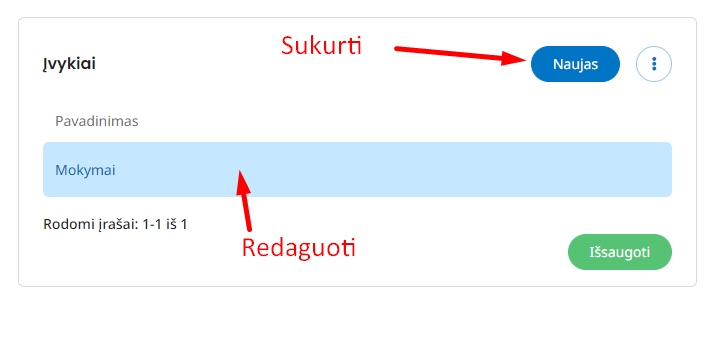 Sukurti
Įvykiai
Naujas
Pavadinimas
Mokymai
Rodomi įrašai: 1-1 iš 1
Redaguoti
Išsaugoti